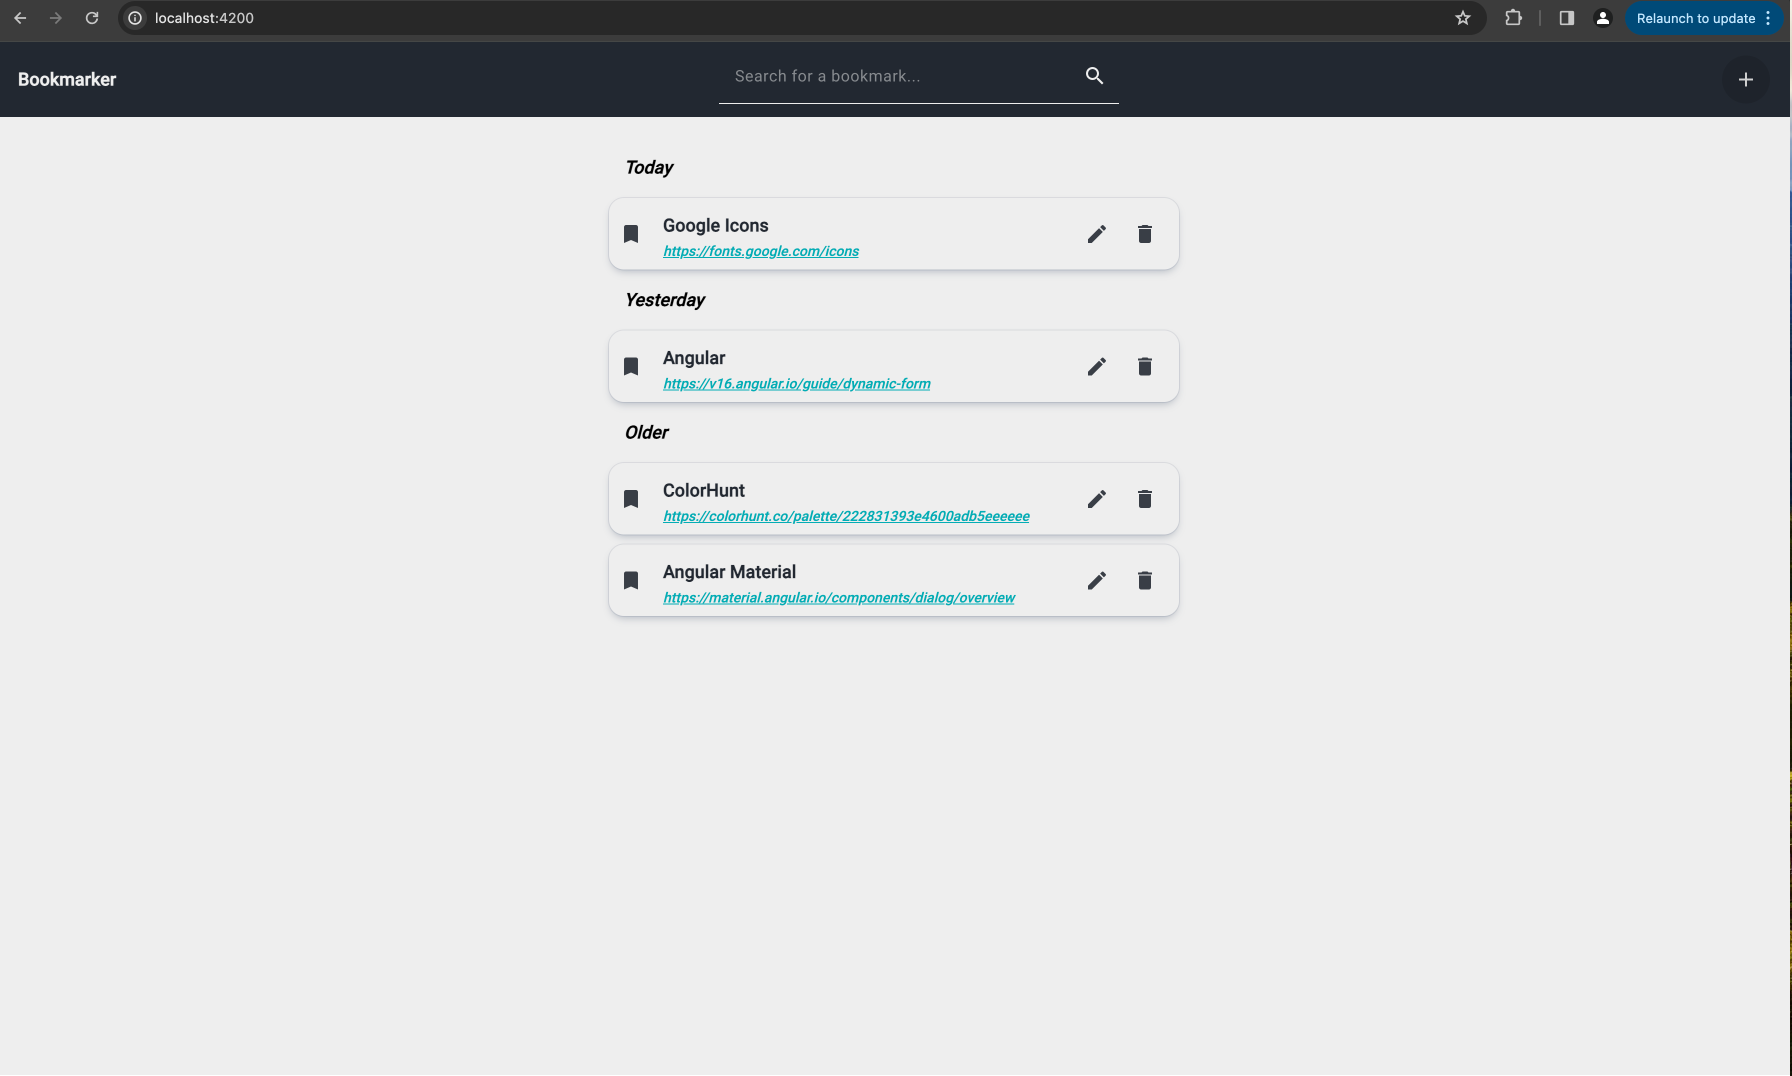 localhost:4200
Relaunch to update
Bookmarker
Search for a bookmark...
Today
Google Icons
https://fonts.google.com/icons
Yesterday
Angular
https://v16.angular.io/guide/dynamic-form
Older
ColorHunt
https://colorhunt.co/palette/222831393e4600adb5eeeeee
Angular Material
https://material.angular.io/components/dialog/overview